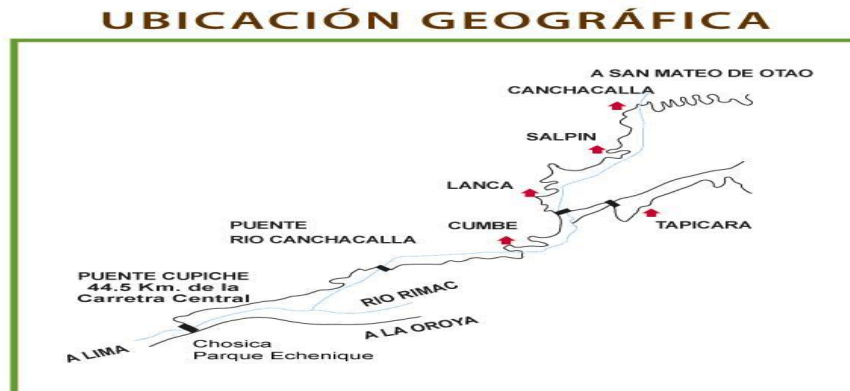 UBICACIÓN GEOGRÁFICA
A SAN MATEO DE OTAO
CANCHACALLA
SALPIN
LANCA
CUMBE
TAPICARA
PUENTE
RIO CANCHACALLA
PUENTE CUPICHE
44.5 Km. de la
Carretra Central
RIO RIMAC
A LA OROYA
A LIMA
Chosica
Parque Echenique